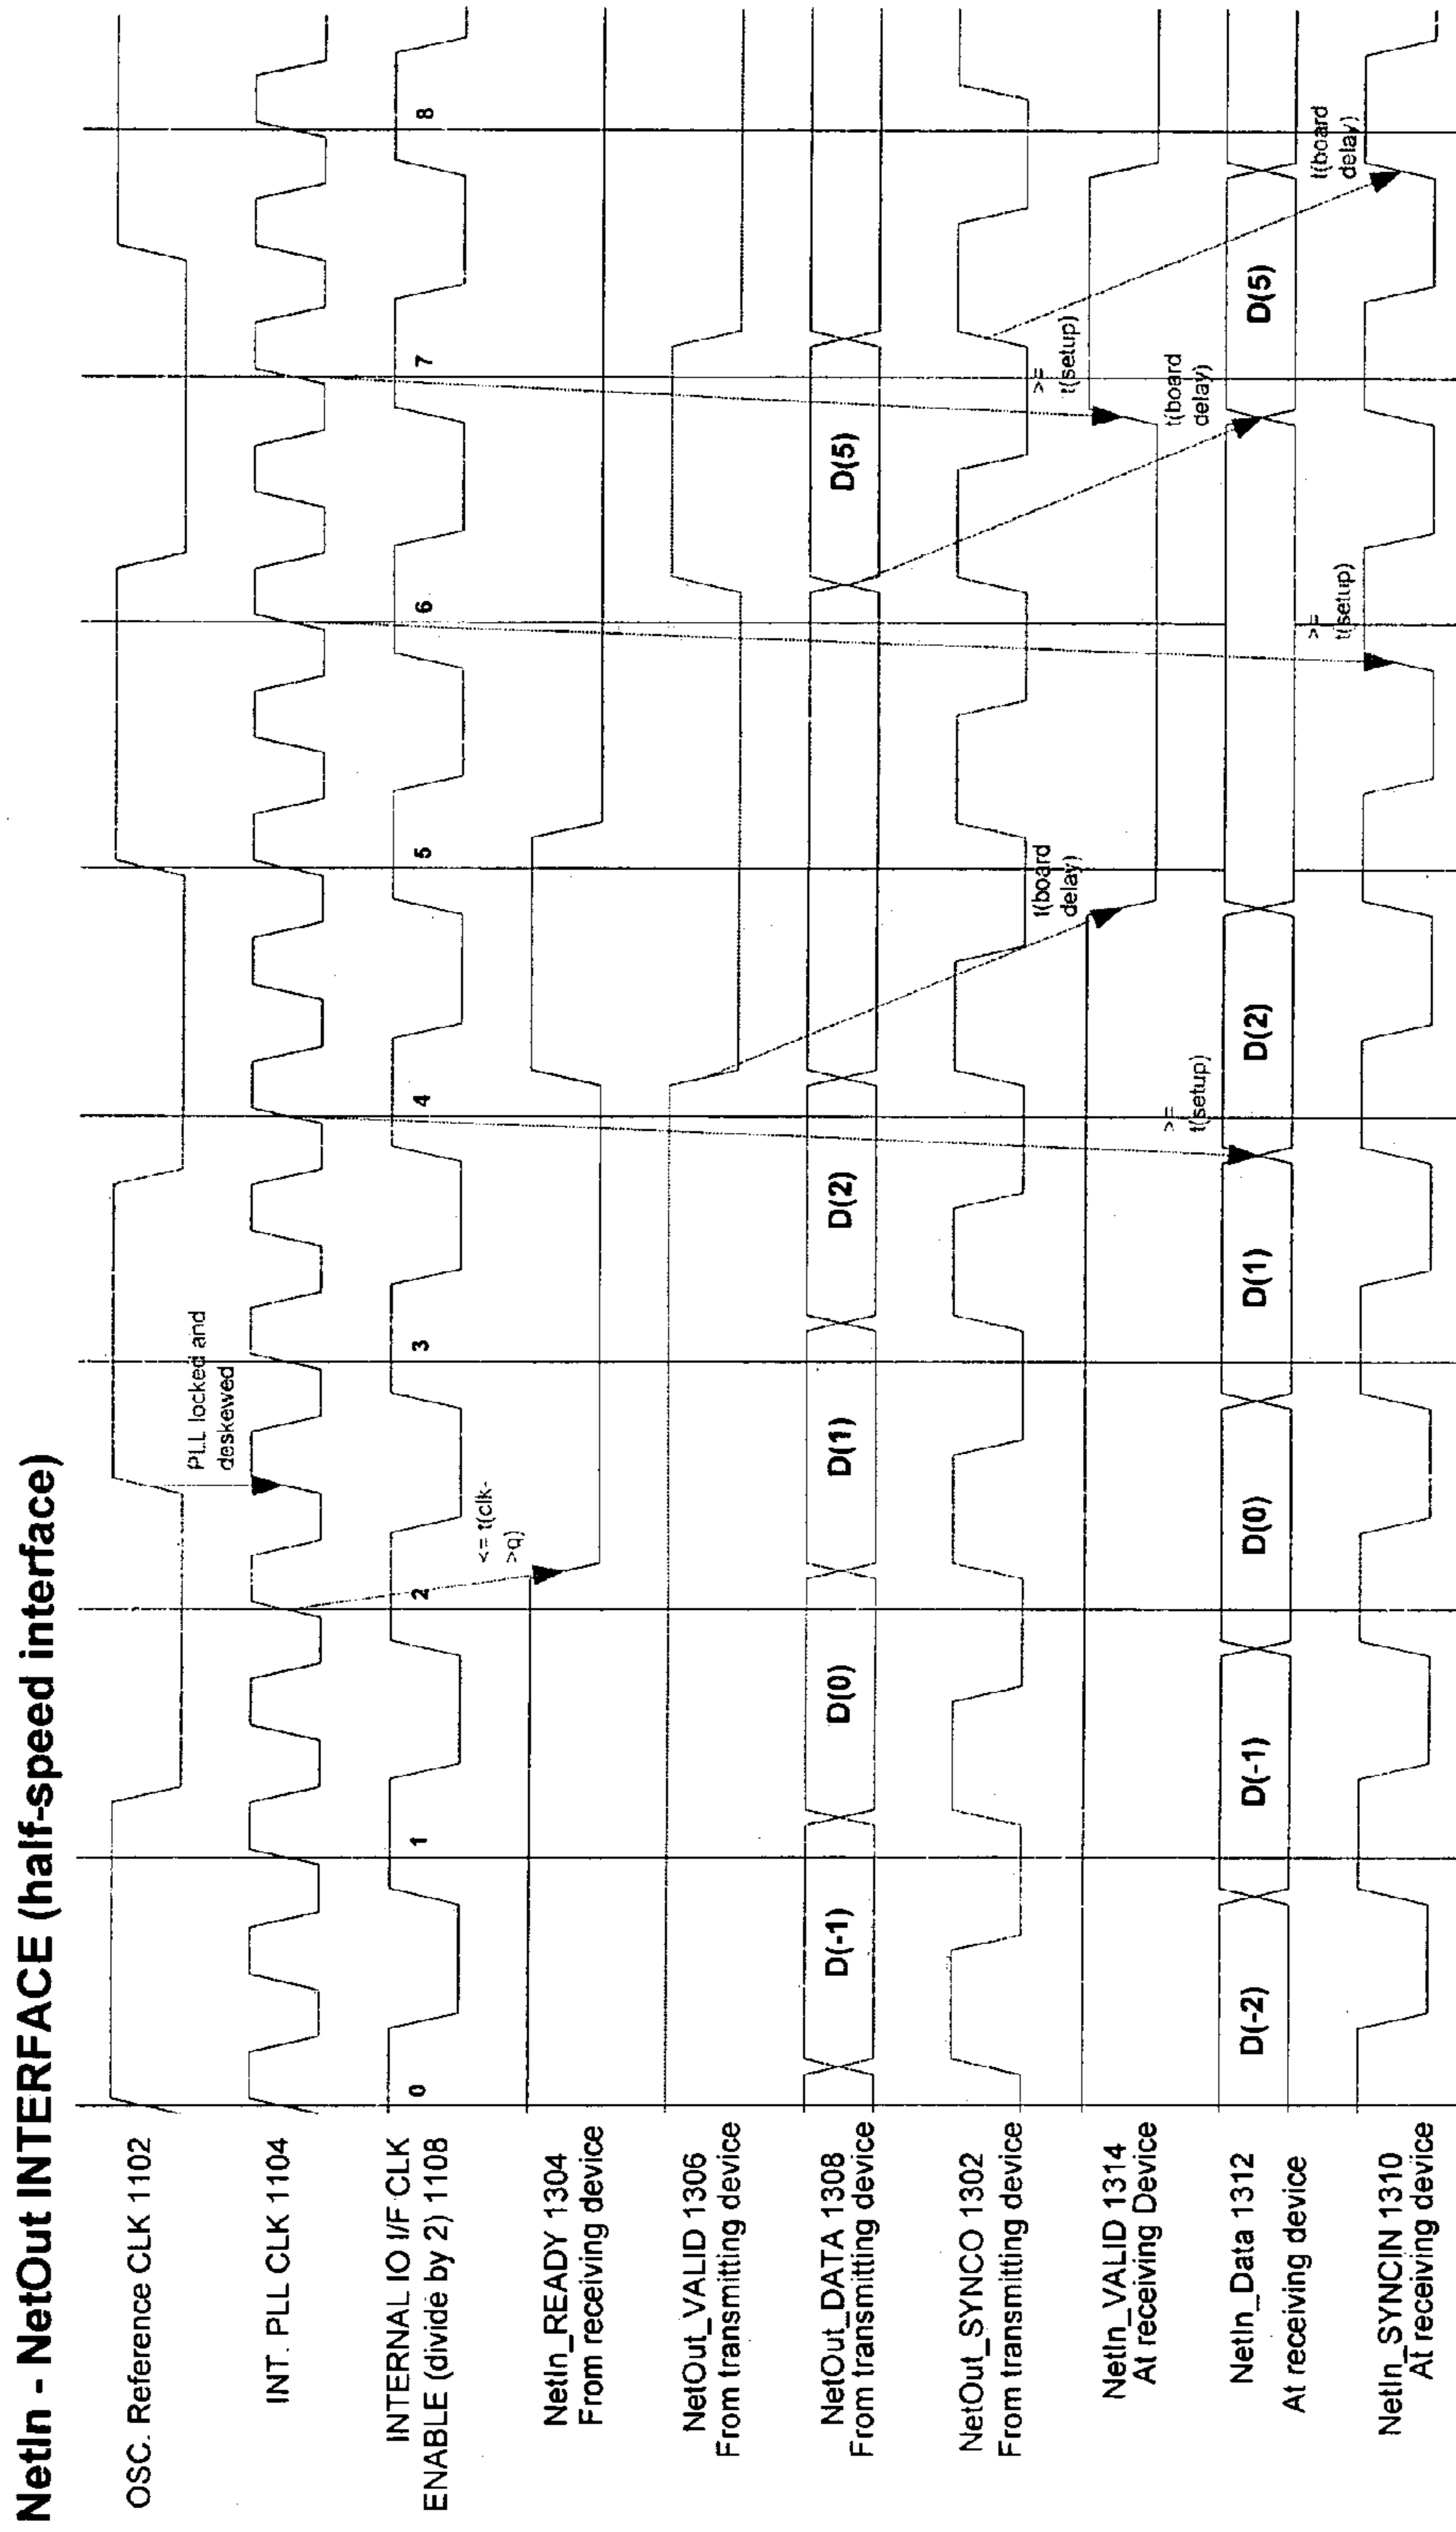 NetIn - NetOut INTERFACE (half-speed interface)
OSC. Reference CLK 1102
PLL locked and
deskewed
INT. PLL CLK 1104
INTERNAL IO I/F CLK
ENABLE (divide by 2) 1108
0
1
2
3
4
5
6
7
8
<= t(clk-
>q)
NetIn_READY 1304
From receiving device
NetOut_VALID 1306
From transmitting device
NetOut_DATA 1308
From transmitting device
D(-1)
D(0)
D(1)
D(2)
D(5)
NetOut_SYNCO 1302
From transmitting device
t(board
delay)
>=
t(setup)
NetIn_VALID 1314
At receiving Device
>=
t(setup)
t(board
delay)
NetIn_Data 1312
At receiving device
D(-2)
D(-1)
D(0)
D(1)
D(2)
D(5)
>=
t(setup)
t(board
delay)
NetIn_SYNCIN 1310
At receiving device